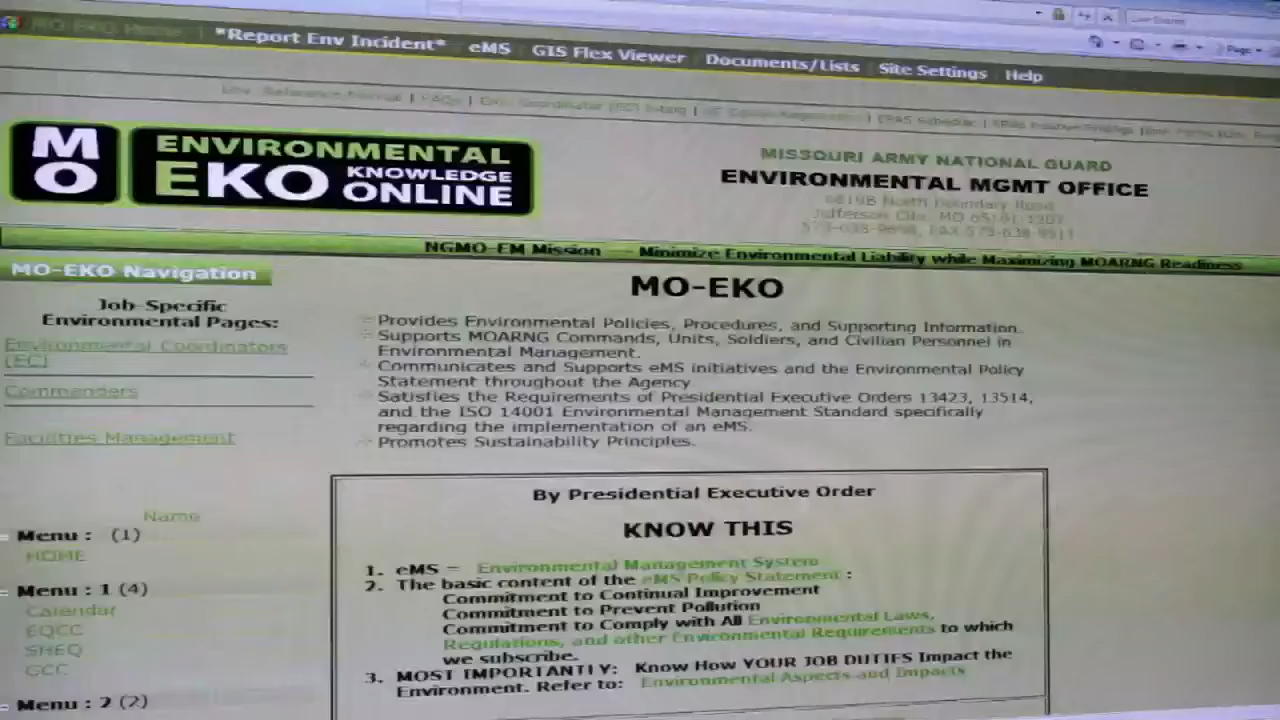 *Report Env Incident* eMS GIS Flex Viewer Documents/Lists Site Settings Help
Page
MO ENVIRONMENTAL
EKO KNOWLEDGE
ONLINE
MISSOURI ARMY NATIONAL GUARD
ENVIRONMENTAL MGMT OFFICE
NGMO-EM Mission -- Minimize Environmental Liability while Maximizing MOARNG Readiness
MO-EKO Navigation
Job-Specific
Environmental Pages:
Environmental Coordinators
(EC)
Commanders
Facilities Management
Name
Menu : (1)
HOME
Menu : 1 (4)
Calendar
EQCC
SHEQ
GCC
Menu : 2 (2)
MO-EKO
Provides Environmental Policies, Procedures, and Supporting Information.
Supports MOARNG Commands, Units, Soldiers, and Civilian Personnel in
Environmental Management.
Communicates and Supports eMS initiatives and the Environmental Policy
Statement throughout the Agency
Satisfies the Requirements of Presidential Executive Orders 13423, 13514,
and the ISO 14001 Environmental Management Standard specifically
regarding the implementation of an eMS.
Promotes Sustainability Principles.
By Presidential Executive Order
KNOW THIS
1. eMS = Environmental Management System
2. The basic content of the eMS Policy Statement :
Commitment to Continual Improvement
Commitment to Prevent Pollution
Commitment to Comply with All Environmental Laws,
Regulations, and other Environmental Requirements to which
we subscribe.
3. MOST IMPORTANTLY: Know How YOUR JOB DUTIES Impact the
Environment. Refer to: Environmental Aspects and Impacts